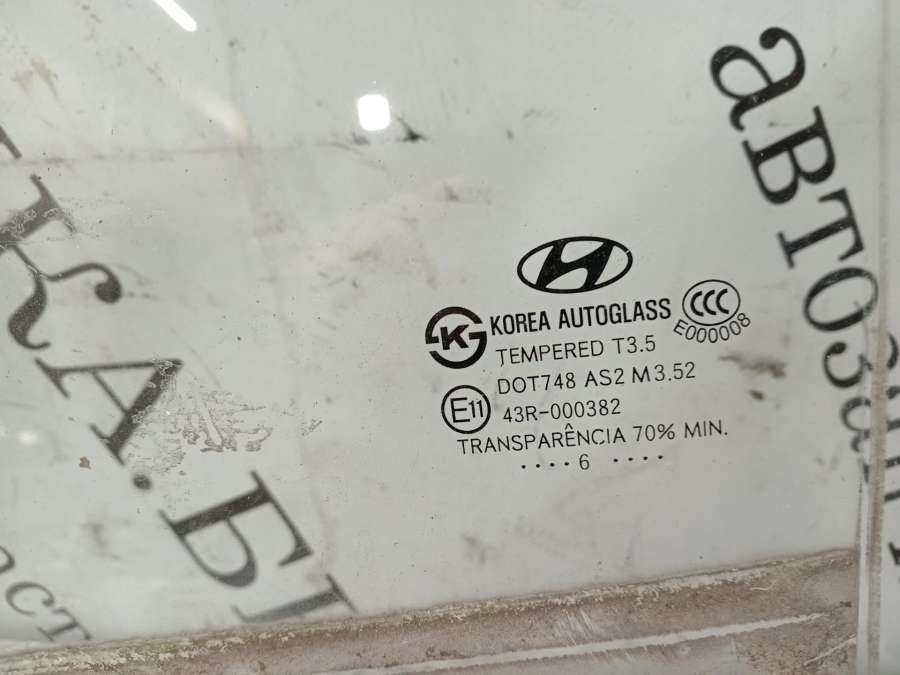 KOREA AUTOGLASS
CCC
E000008
K
TEMPERED T3.5
DOT748 AS2 M3.52
E11
43R-000382
TRANSPARÊNCIA 70% MIN.
.... 6 ....